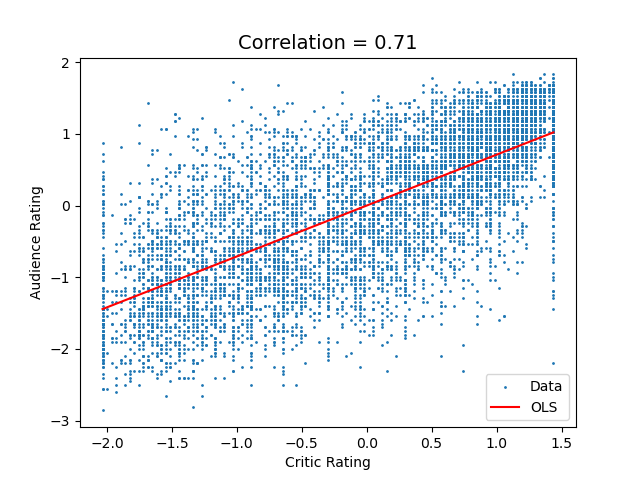 Correlation = 0.71
2
1
0
−1
−2
−3
Audience Rating
Data
OLS
−2.0 −1.5 −1.0 −0.5 0.0 0.5 1.0 1.5
Critic Rating